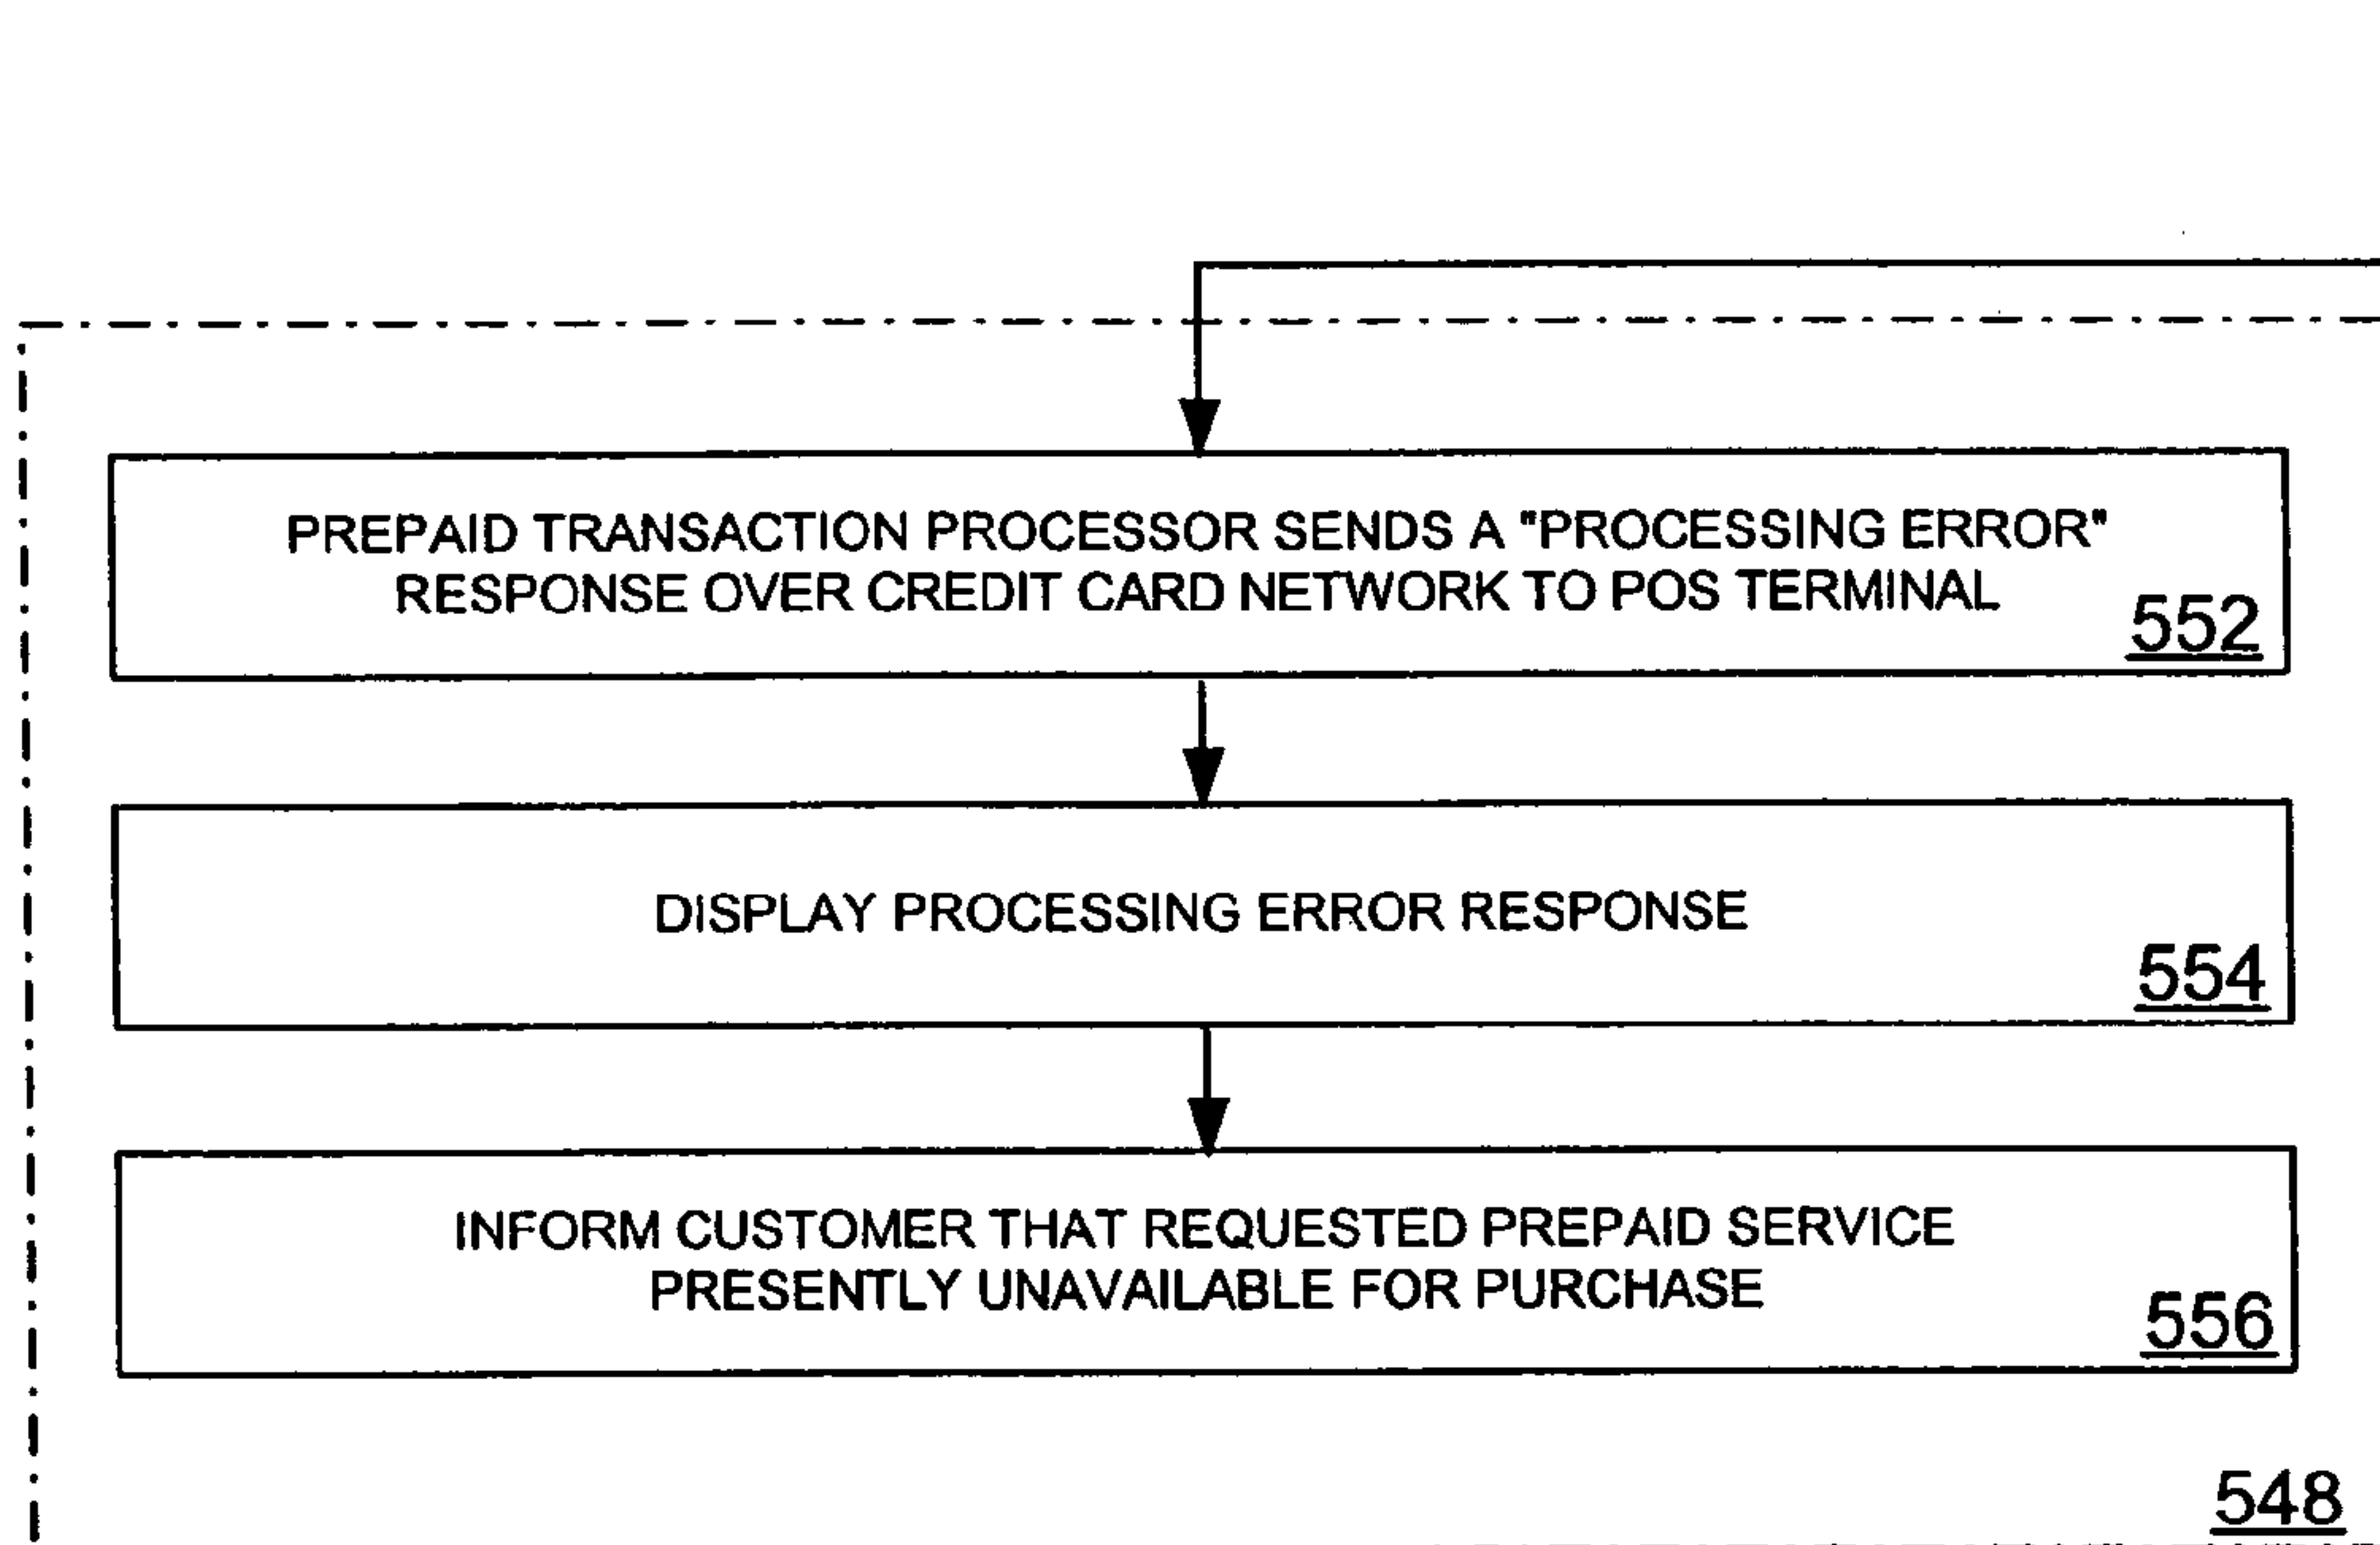 PREPAID TRANSACTION PROCESSOR SENDS A "PROCESSING ERROR"
RESPONSE OVER CREDIT CARD NETWORK TO POS TERMINAL
552
DISPLAY PROCESSING ERROR RESPONSE
554
INFORM CUSTOMER THAT REQUESTED PREPAID SERVICE
PRESENTLY UNAVAILABLE FOR PURCHASE
556
548